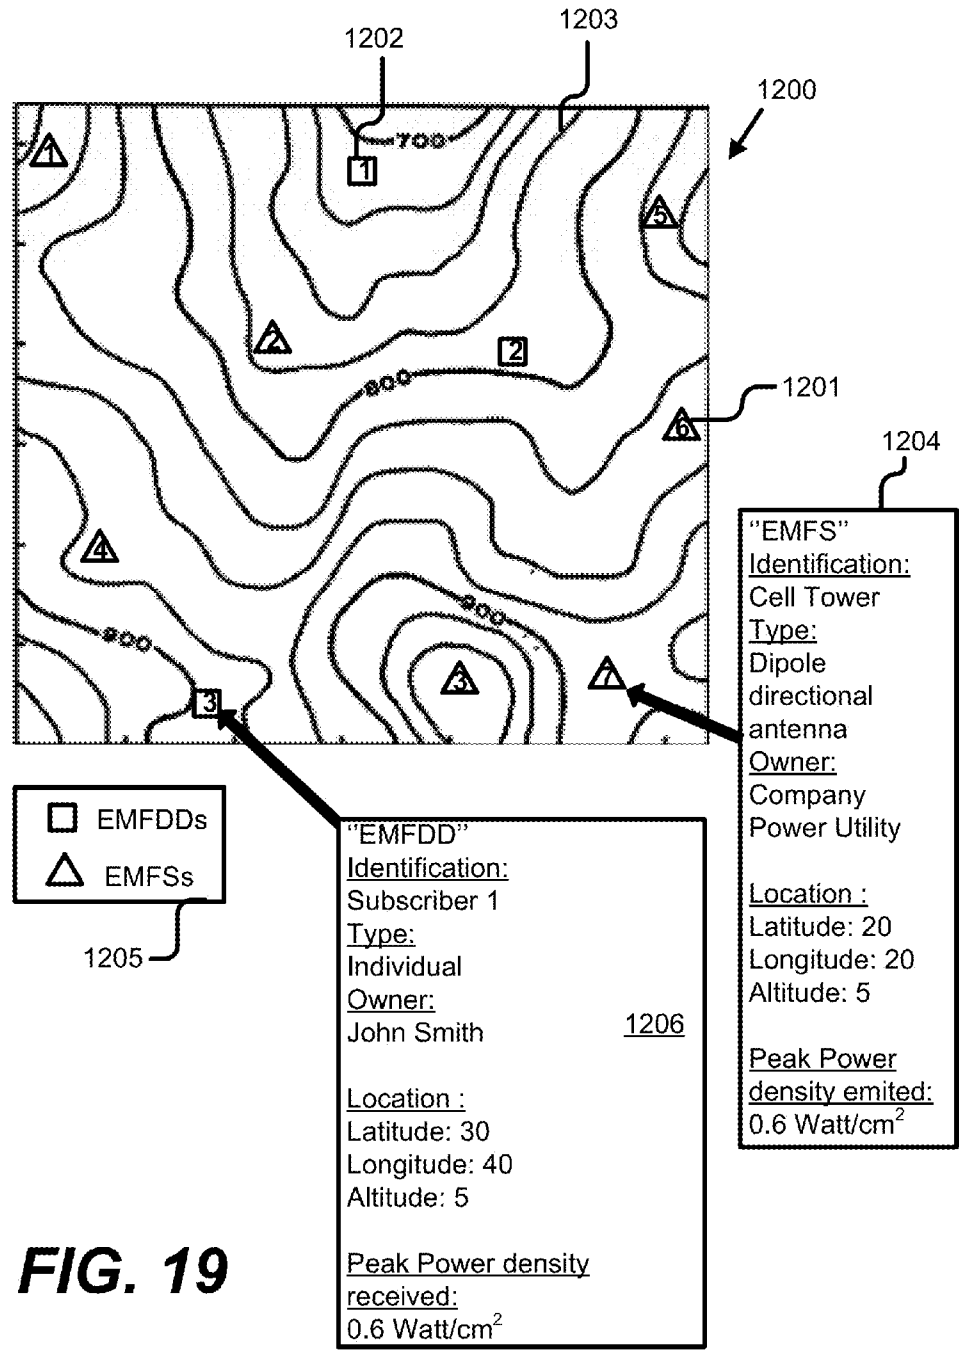 1202
1203
1200
700
1
1
5
2
2
800
1201
6
1204
4
900
900
3
7
3
"EMFS"
Identification:
Cell Tower
Type:
Dipole
directional
antenna
Owner:
Company
Power Utility
Location :
Latitude: 20
Longitude: 20
Altitude: 5
Peak Power
density emited:
0.6 Watt/cm²
EMFDDs
EMFSs
1205
"EMFDD"
Identification:
Subscriber 1
Type:
Individual
Owner:
John Smith
1206
Location :
Latitude: 30
Longitude: 40
Altitude: 5
Peak Power density
received:
0.6 Watt/cm²
FIG. 19